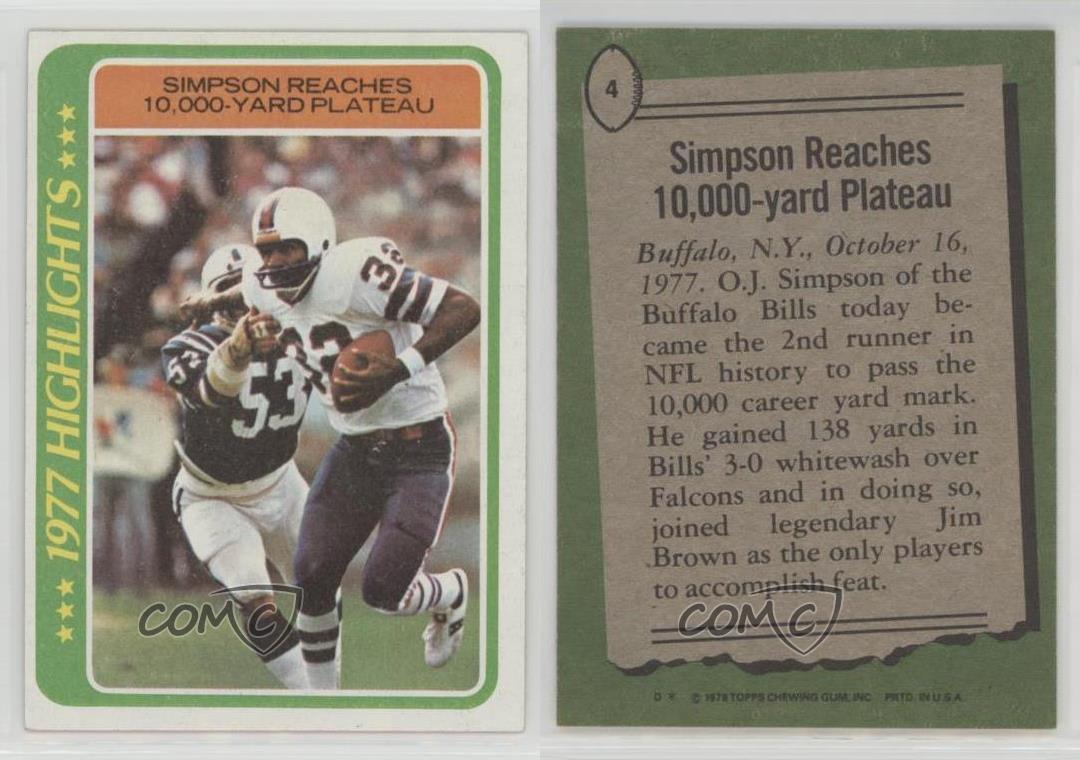 SIMPSON REACHES
10,000-YARD PLATEAU
★★★ 1977 HIGHLIGHTS ★★★
32
32
53
53
COMC
4
Simpson Reaches
10,000-yard Plateau
Buffalo, N.Y., October 16,
1977. O.J. Simpson of the
Buffalo Bills today be-
came the 2nd runner in
NFL history to pass the
10,000 career yard mark.
He gained 138 yards in
Bills' 3-0 whitewash over
Falcons and in doing so,
joined legendary Jim
Brown as the only players
to accomplish feat.
COMC
D * © 1978 TOPPS CHEWING GUM, INC. PRTD. IN U.S.A.